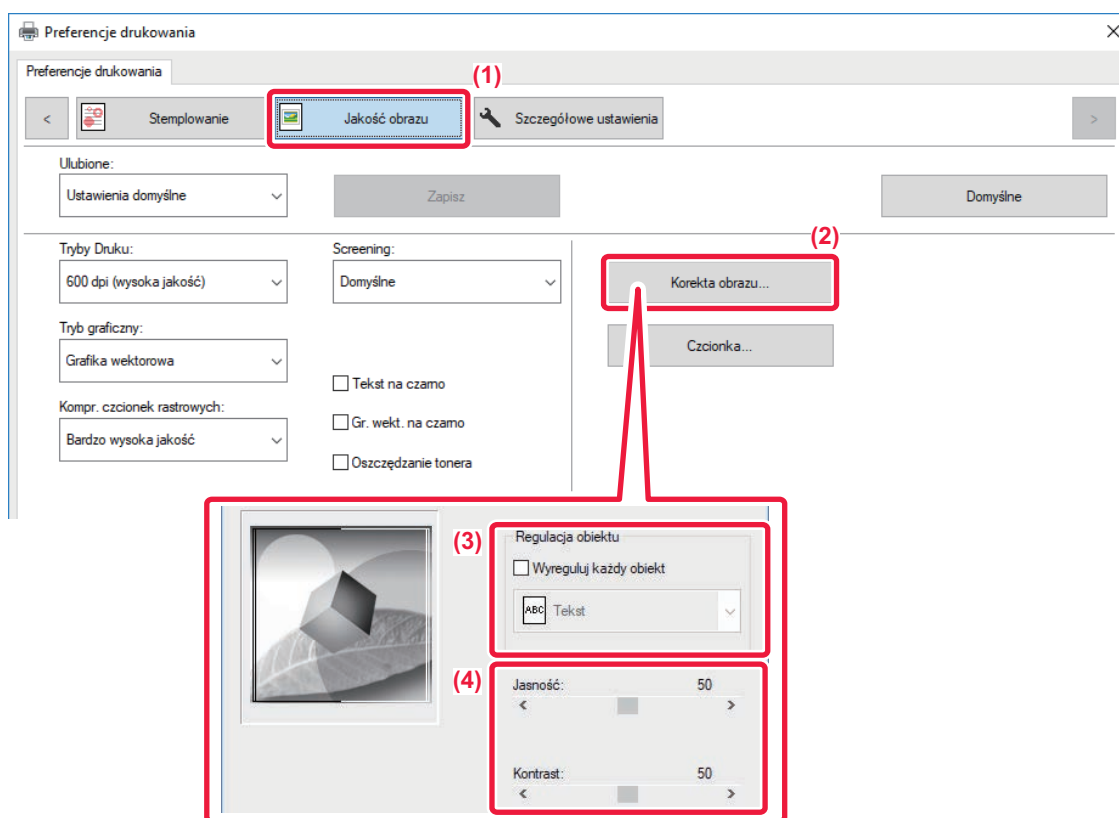 Preferencje drukowania
Preferencje drukowania
(1)
< Stemplowanie Jakość obrazu Szczegółowe ustawienia >
Ulubione:
Ustawienia domyślne Zapisz Domyślne
(2)
Tryby Druku: Screening:
600 dpi (wysoka jakość) Domyślne Korekta obrazu...
Tryb graficzny:
Grafika wektorowa Czcionka...
Tekst na czarno
Kompr. czcionek rastrowych:
Gr. wekt. na czarno
Bardzo wysoka jakość
Oszczędzanie tonera
(3) Regulacja obiektu
Wyreguluj każdy obiekt
ABC Tekst
(4) Jasność: 50
< >
Kontrast: 50
< >